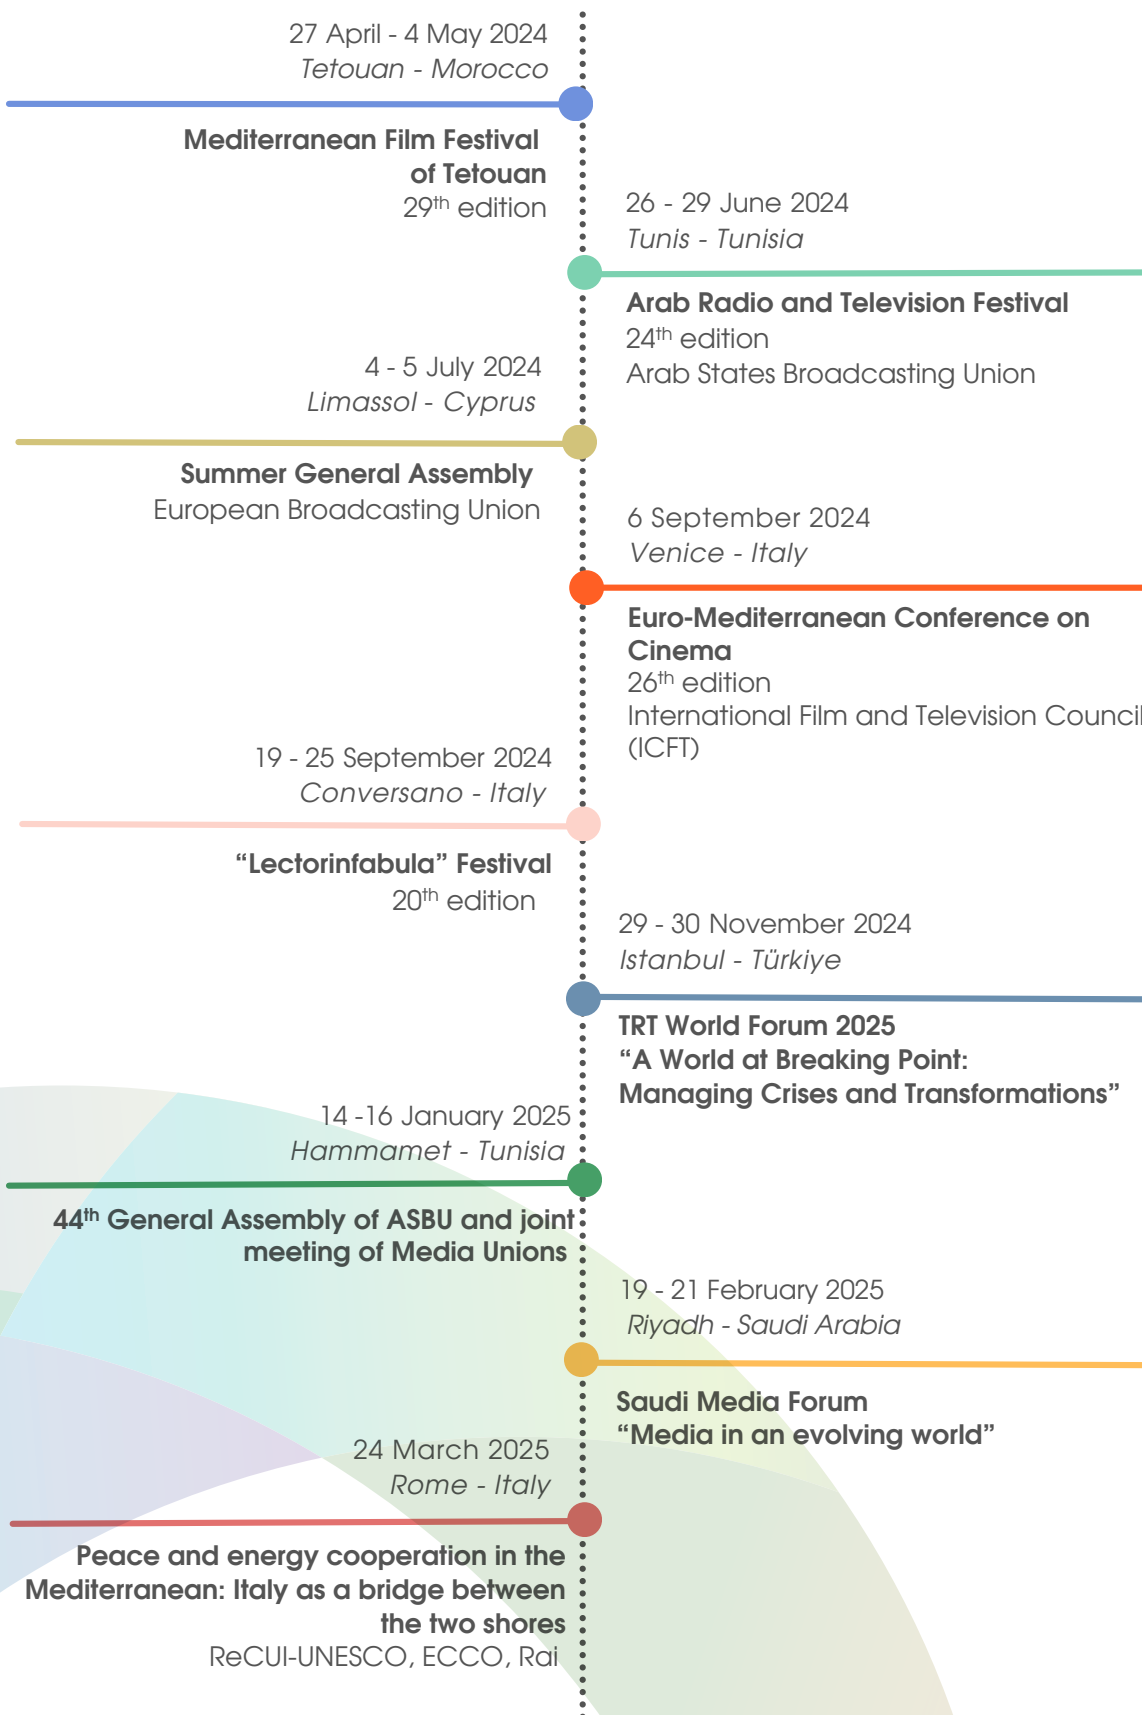 27 April - 4 May 2024
Tetouan - Morocco
Mediterranean Film Festival
of Tetouan
29th edition
26 - 29 June 2024
Tunis - Tunisia
Arab Radio and Television Festival
24th edition
Arab States Broadcasting Union
4 - 5 July 2024
Limassol - Cyprus
Summer General Assembly
European Broadcasting Union
6 September 2024
Venice - Italy
Euro-Mediterranean Conference on
Cinema
26th edition
International Film and Television Council
(ICFT)
19 - 25 September 2024
Conversano - Italy
“Lectorinfabula” Festival
20th edition
29 - 30 November 2024
Istanbul - Türkiye
TRT World Forum 2025
“A World at Breaking Point:
Managing Crises and Transformations”
14 -16 January 2025
Hammamet - Tunisia
44th General Assembly of ASBU and joint
meeting of Media Unions
19 - 21 February 2025
Riyadh - Saudi Arabia
Saudi Media Forum
“Media in an evolving world”
24 March 2025
Rome - Italy
Peace and energy cooperation in the
Mediterranean: Italy as a bridge between
the two shores
ReCUI-UNESCO, ECCO, Rai